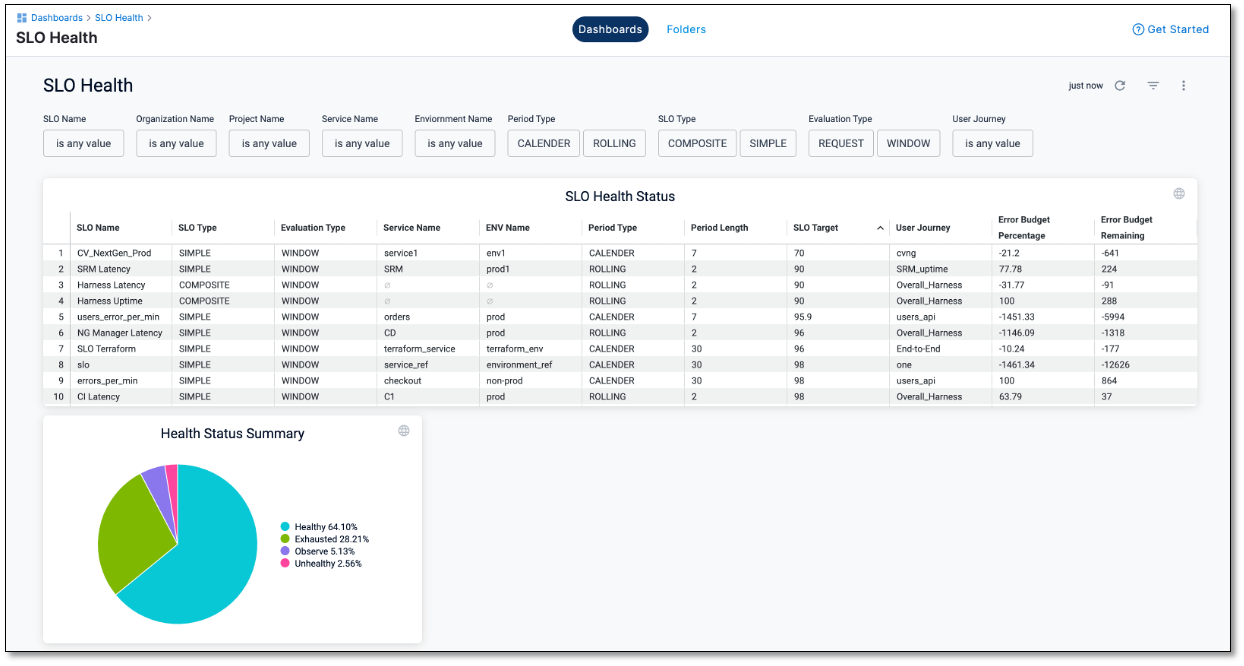 Dashboards > SLO Health >
SLO Health
Dashboards Folders
Get Started
SLO Health
just now
SLO Name Organization Name Project Name Service Name Enviornment Name Period Type SLO Type Evaluation Type User Journey
is any value is any value is any value is any value is any value CALENDER ROLLING COMPOSITE SIMPLE REQUEST WINDOW is any value
SLO Health Status
SLO Name SLO Type Evaluation Type Service Name ENV Name Period Type Period Length SLO Target User Journey Error Budget Percentage Error Budget Remaining
1 CV_NextGen_Prod SIMPLE WINDOW service1 env1 CALENDER 7 70 cvng -21.2 -641
2 SRM Latency SIMPLE WINDOW SRM prod1 ROLLING 2 90 SRM_uptime 77.78 224
3 Harness Latency COMPOSITE WINDOW ∅ ∅ ROLLING 2 90 Overall_Harness -31.77 -91
4 Harness Uptime COMPOSITE WINDOW ∅ ∅ ROLLING 2 90 Overall_Harness 100 288
5 users_error_per_min SIMPLE WINDOW orders prod CALENDER 7 95.9 users_api -1451.33 -5994
6 NG Manager Latency SIMPLE WINDOW CD prod ROLLING 2 96 Overall_Harness -1146.09 -1318
7 SLO Terraform SIMPLE WINDOW terraform_service terraform_env CALENDER 30 96 End-to-End -10.24 -177
8 slo SIMPLE WINDOW service_ref environment_ref CALENDER 30 98 one -1461.34 -12626
9 errors_per_min SIMPLE WINDOW checkout non-prod CALENDER 30 98 users_api 100 864
10 CI Latency SIMPLE WINDOW C1 prod ROLLING 2 98 Overall_Harness 63.79 37
Health Status Summary
Healthy 64.10%
Exhausted 28.21%
Observe 5.13%
Unhealthy 2.56%